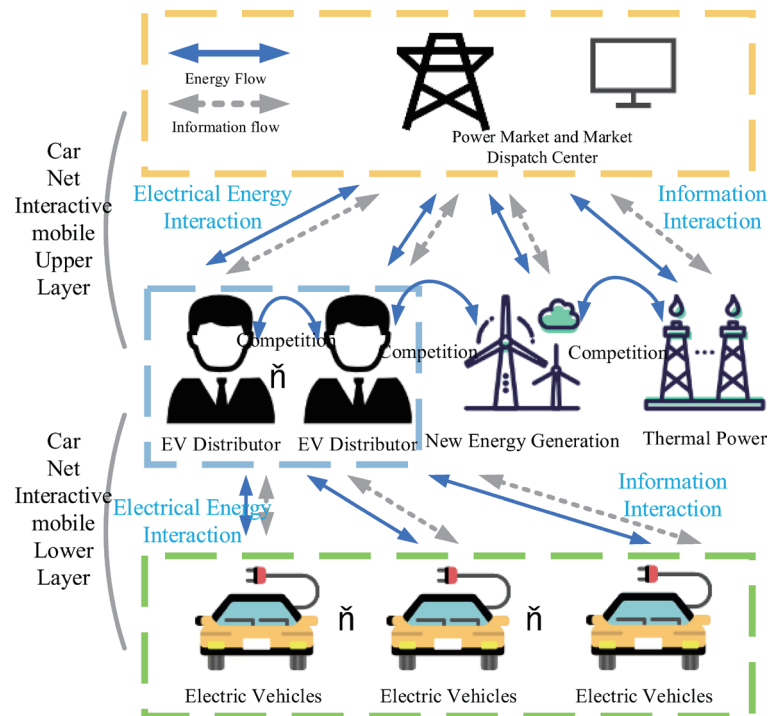 Energy Flow
Information flow
Power Market and Market
Dispatch Center
Car
Net
Interactive
mobile
Upper
Layer
Electrical Energy
Interaction
Information
Interaction
Competition
Competition
Competition
ň
EV Distributor
EV Distributor
New Energy Generation
Thermal Power
Car
Net
Interactive
mobile
Lower
Layer
Electrical Energy
Interaction
Information
Interaction
ň
ň
Electric Vehicles
Electric Vehicles
Electric Vehicles